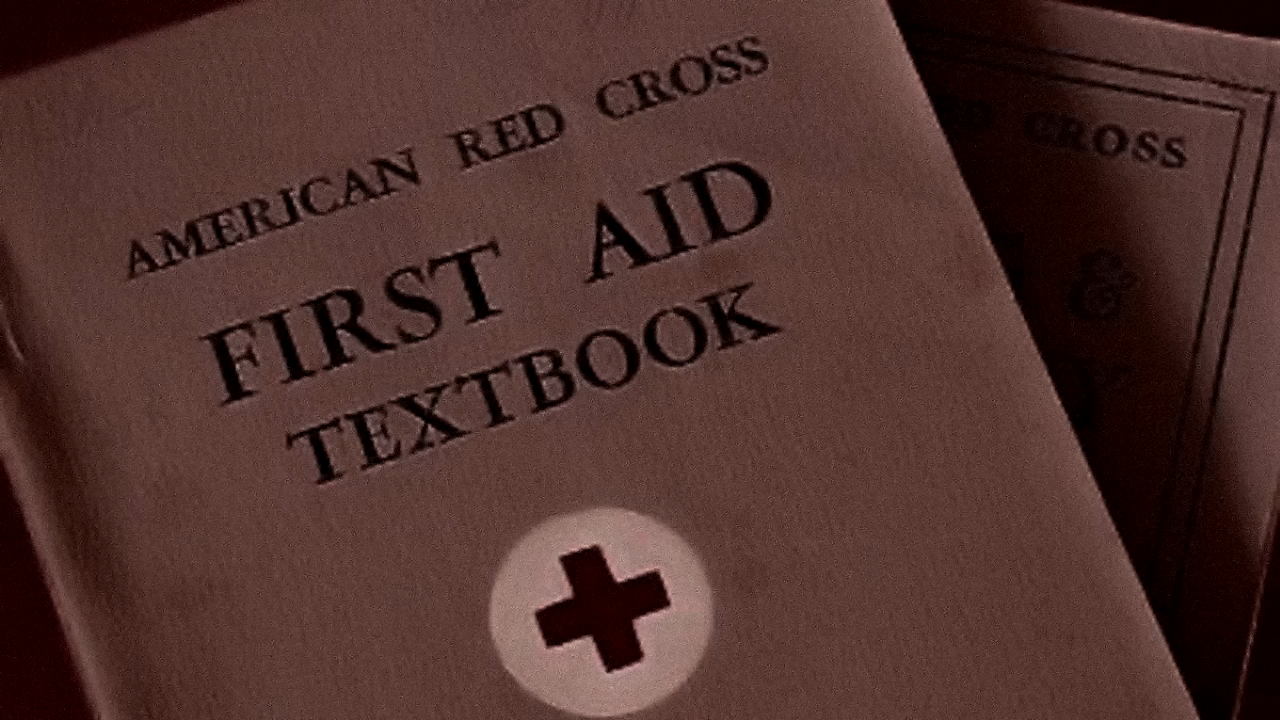 AMERICAN RED CROSS
FIRST AID
TEXTBOOK
CROSS
&